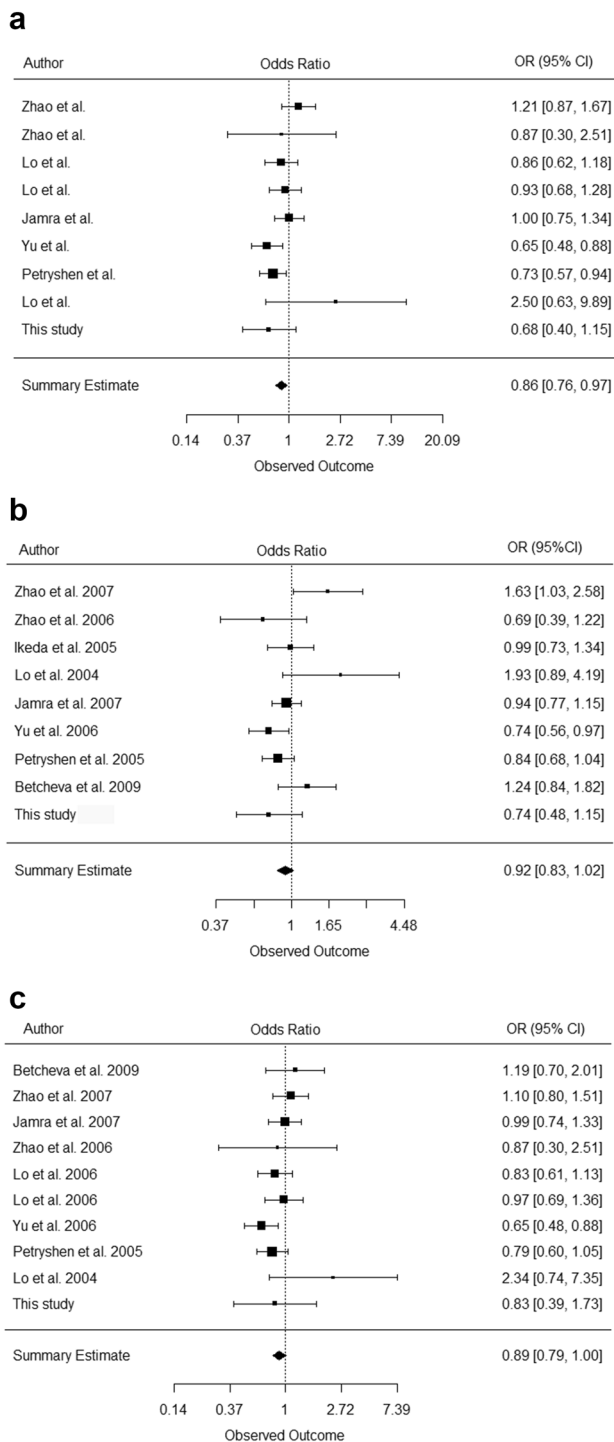 a
Author Odds Ratio OR (95% CI)
Zhao et al. 1.21 [0.87, 1.67]
Zhao et al. 0.87 [0.30, 2.51]
Lo et al. 0.86 [0.62, 1.18]
Lo et al. 0.93 [0.68, 1.28]
Jamra et al. 1.00 [0.75, 1.34]
Yu et al. 0.65 [0.48, 0.88]
Petryshen et al. 0.73 [0.57, 0.94]
Lo et al. 2.50 [0.63, 9.89]
This study 0.68 [0.40, 1.15]
Summary Estimate 0.86 [0.76, 0.97]
0.14 0.37 1 2.72 7.39 20.09
Observed Outcome
b
Author Odds Ratio OR (95%CI)
Zhao et al. 2007 1.63 [1.03, 2.58]
Zhao et al. 2006 0.69 [0.39, 1.22]
Ikeda et al. 2005 0.99 [0.73, 1.34]
Lo et al. 2004 1.93 [0.89, 4.19]
Jamra et al. 2007 0.94 [0.77, 1.15]
Yu et al. 2006 0.74 [0.56, 0.97]
Petryshen et al. 2005 0.84 [0.68, 1.04]
Betcheva et al. 2009 1.24 [0.84, 1.82]
This study 0.74 [0.48, 1.15]
Summary Estimate 0.92 [0.83, 1.02]
0.37 1 1.65 4.48
Observed Outcome
c
Author Odds Ratio OR (95% CI)
Betcheva et al. 2009 1.19 [0.70, 2.01]
Zhao et al. 2007 1.10 [0.80, 1.51]
Jamra et al. 2007 0.99 [0.74, 1.33]
Zhao et al. 2006 0.87 [0.30, 2.51]
Lo et al. 2006 0.83 [0.61, 1.13]
Lo et al. 2006 0.97 [0.69, 1.36]
Yu et al. 2006 0.65 [0.48, 0.88]
Petryshen et al. 2005 0.79 [0.60, 1.05]
Lo et al. 2004 2.34 [0.74, 7.35]
This study 0.83 [0.39, 1.73]
Summary Estimate 0.89 [0.79, 1.00]
0.14 0.37 1 2.72 7.39
Observed Outcome